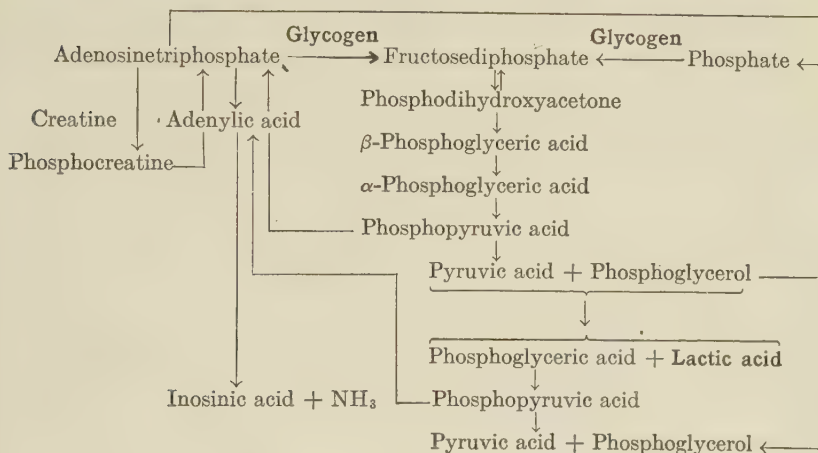 Glycogen Glycogen
Adenosinetriphosphate Fructosediphosphate Phosphate
Phosphodihydroxyacetone
Creatine Adenylic acid
β-Phosphoglyceric acid
Phosphocreatine
α-Phosphoglyceric acid
Phosphopyruvic acid
Pyruvic acid + Phosphoglycerol
Phosphoglyceric acid + Lactic acid
Inosinic acid + NH₃ Phosphopyruvic acid
Pyruvic acid + Phosphoglycerol